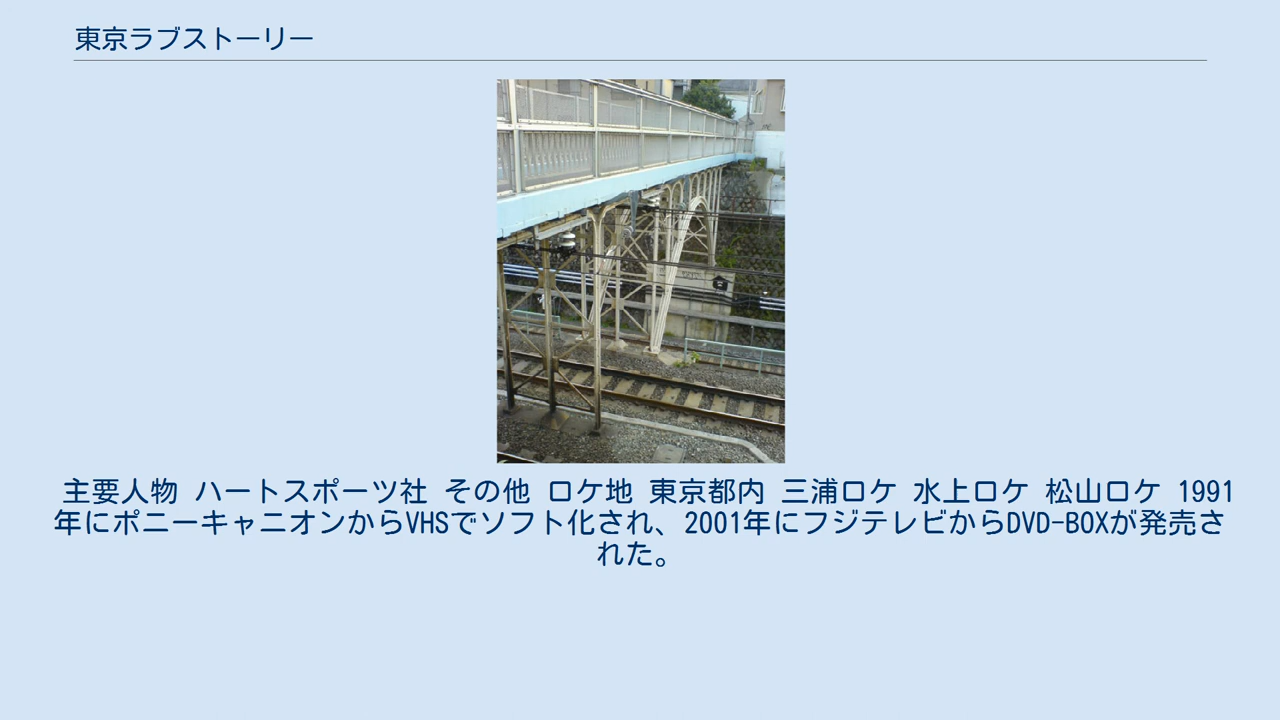 東京ラブストーリー
主要人物 ハートスポーツ社 その他 ロケ地 東京都内 三浦ロケ 水上ロケ 松山ロケ 1991
年にポニーキャニオンからVHSでソフト化され、2001年にフジテレビからDVD-BOXが発売さ
れた。